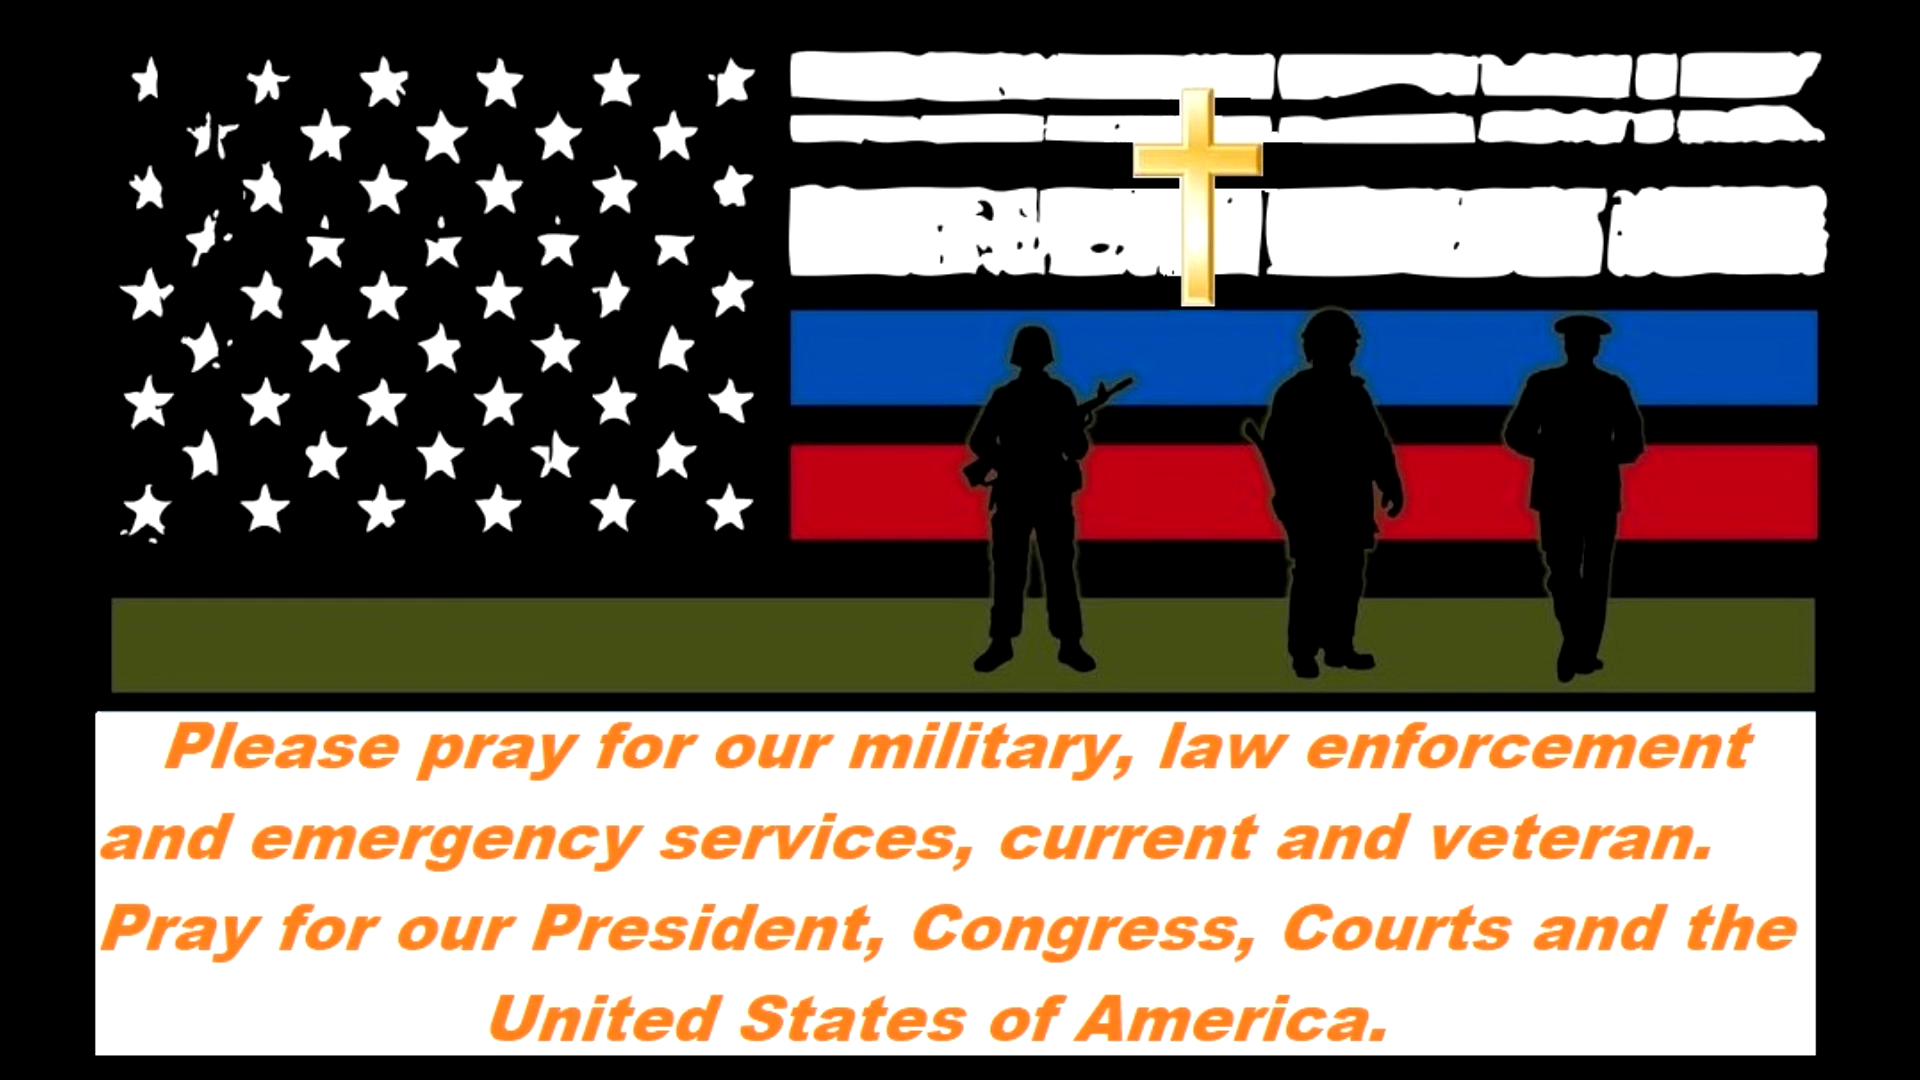 Please pray for our military, law enforcement
and emergency services, current and veteran.
Pray for our President, Congress, Courts and the
United States of America.